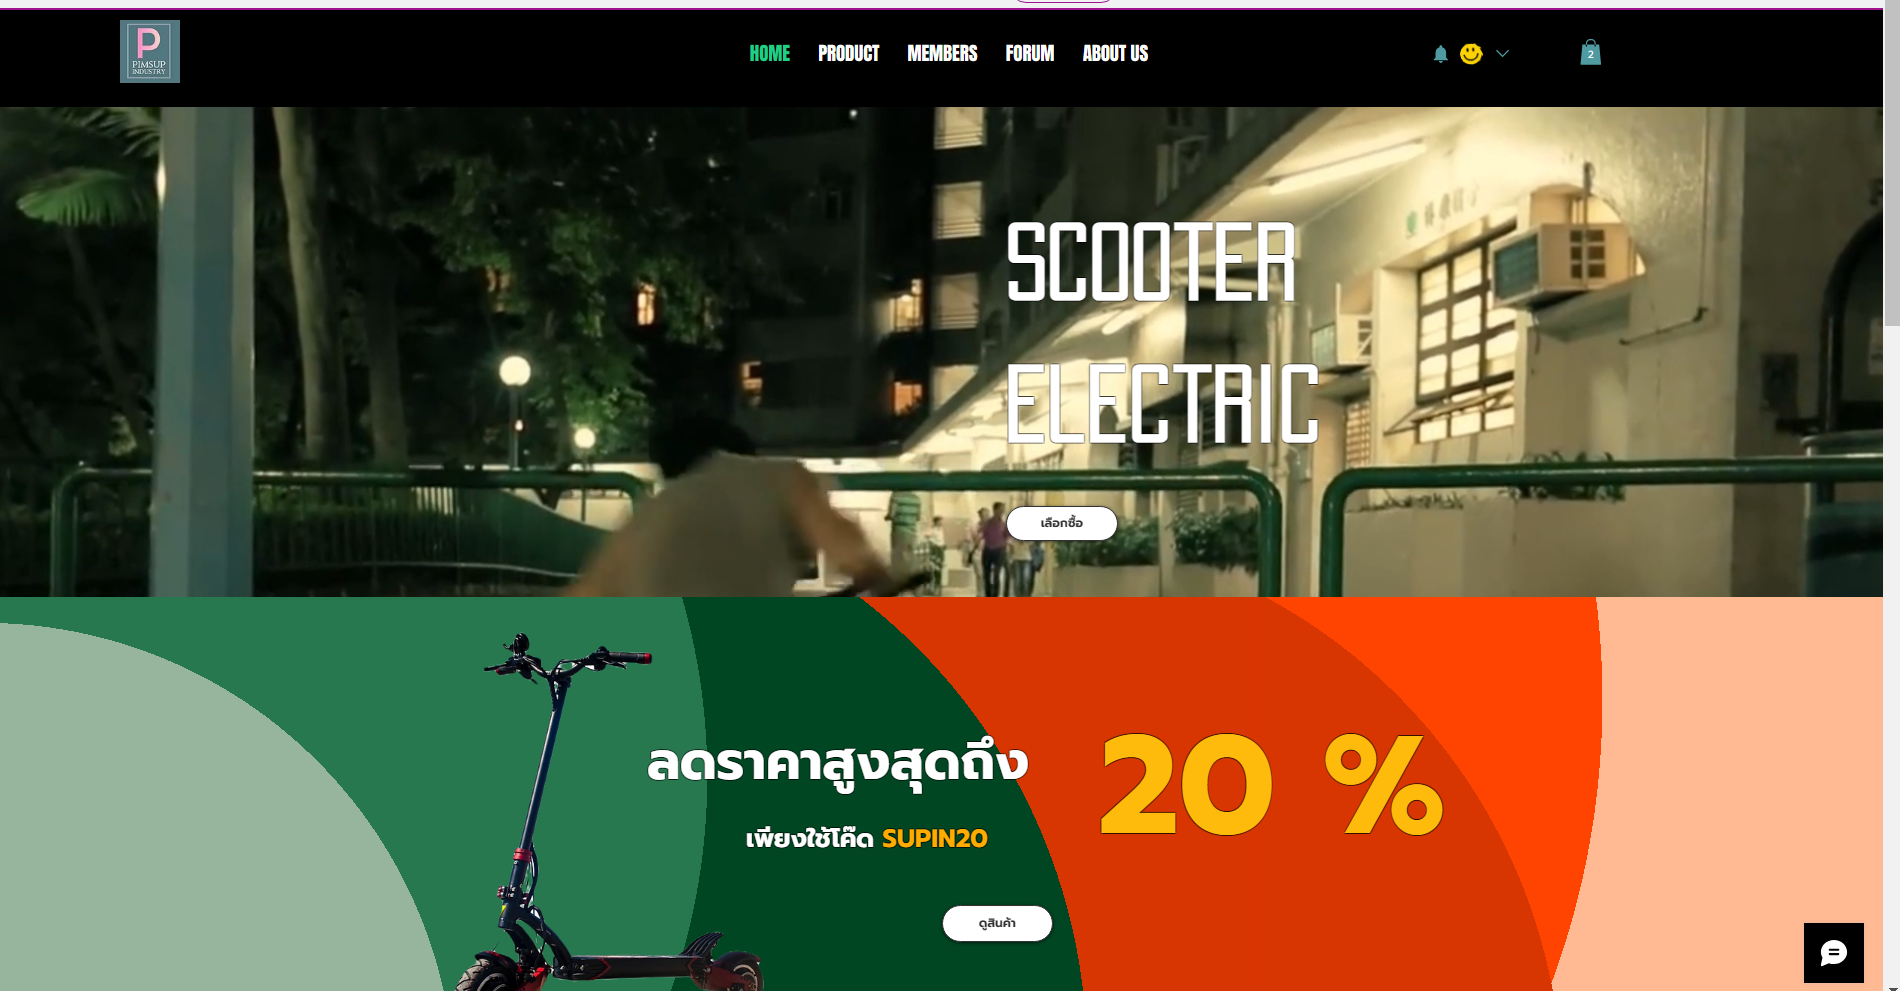 P
PIMSUP
INDUSTRY
HOME PRODUCT MEMBERS FORUM ABOUT US
2
SCOOTER
ELECTRIC
เลือกซื้อ
ลดราคาสูงสุดถึง 20 %
เพียงใช้โค๊ด SUPIN20
ดูสินค้า